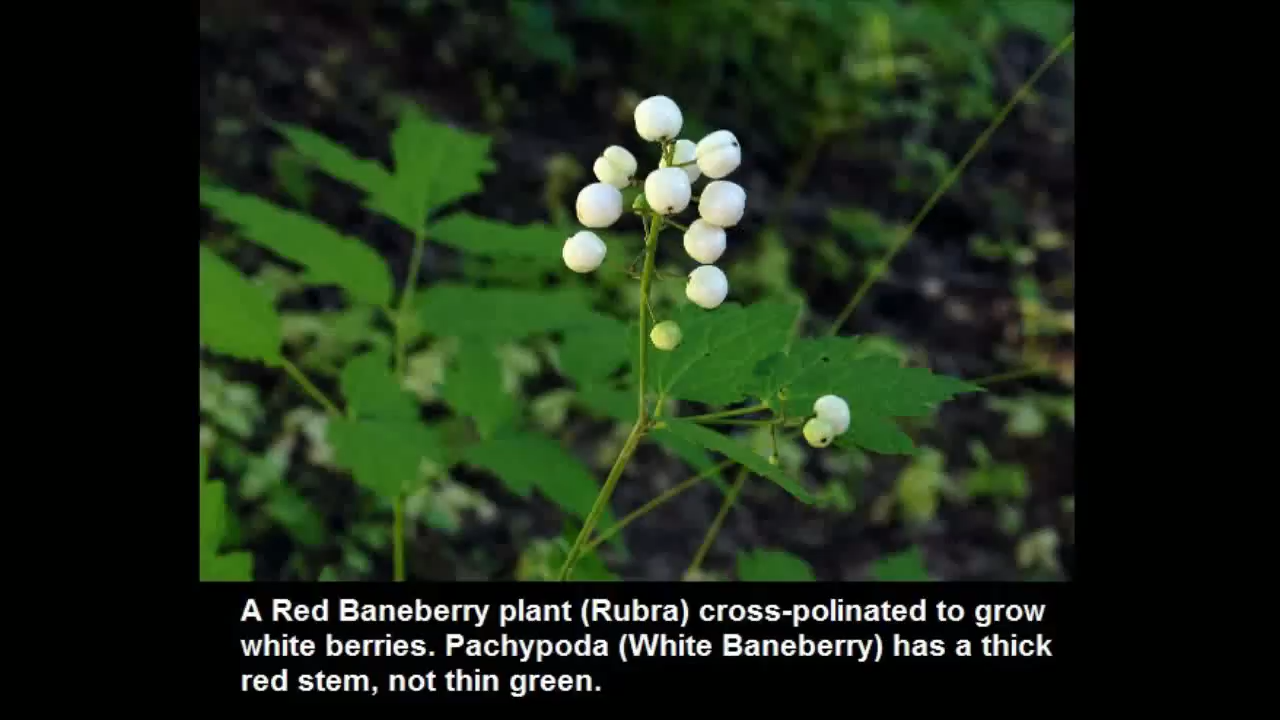 A Red Baneberry plant (Rubra) cross-polinated to grow
white berries. Pachypoda (White Baneberry) has a thick
red stem, not thin green.